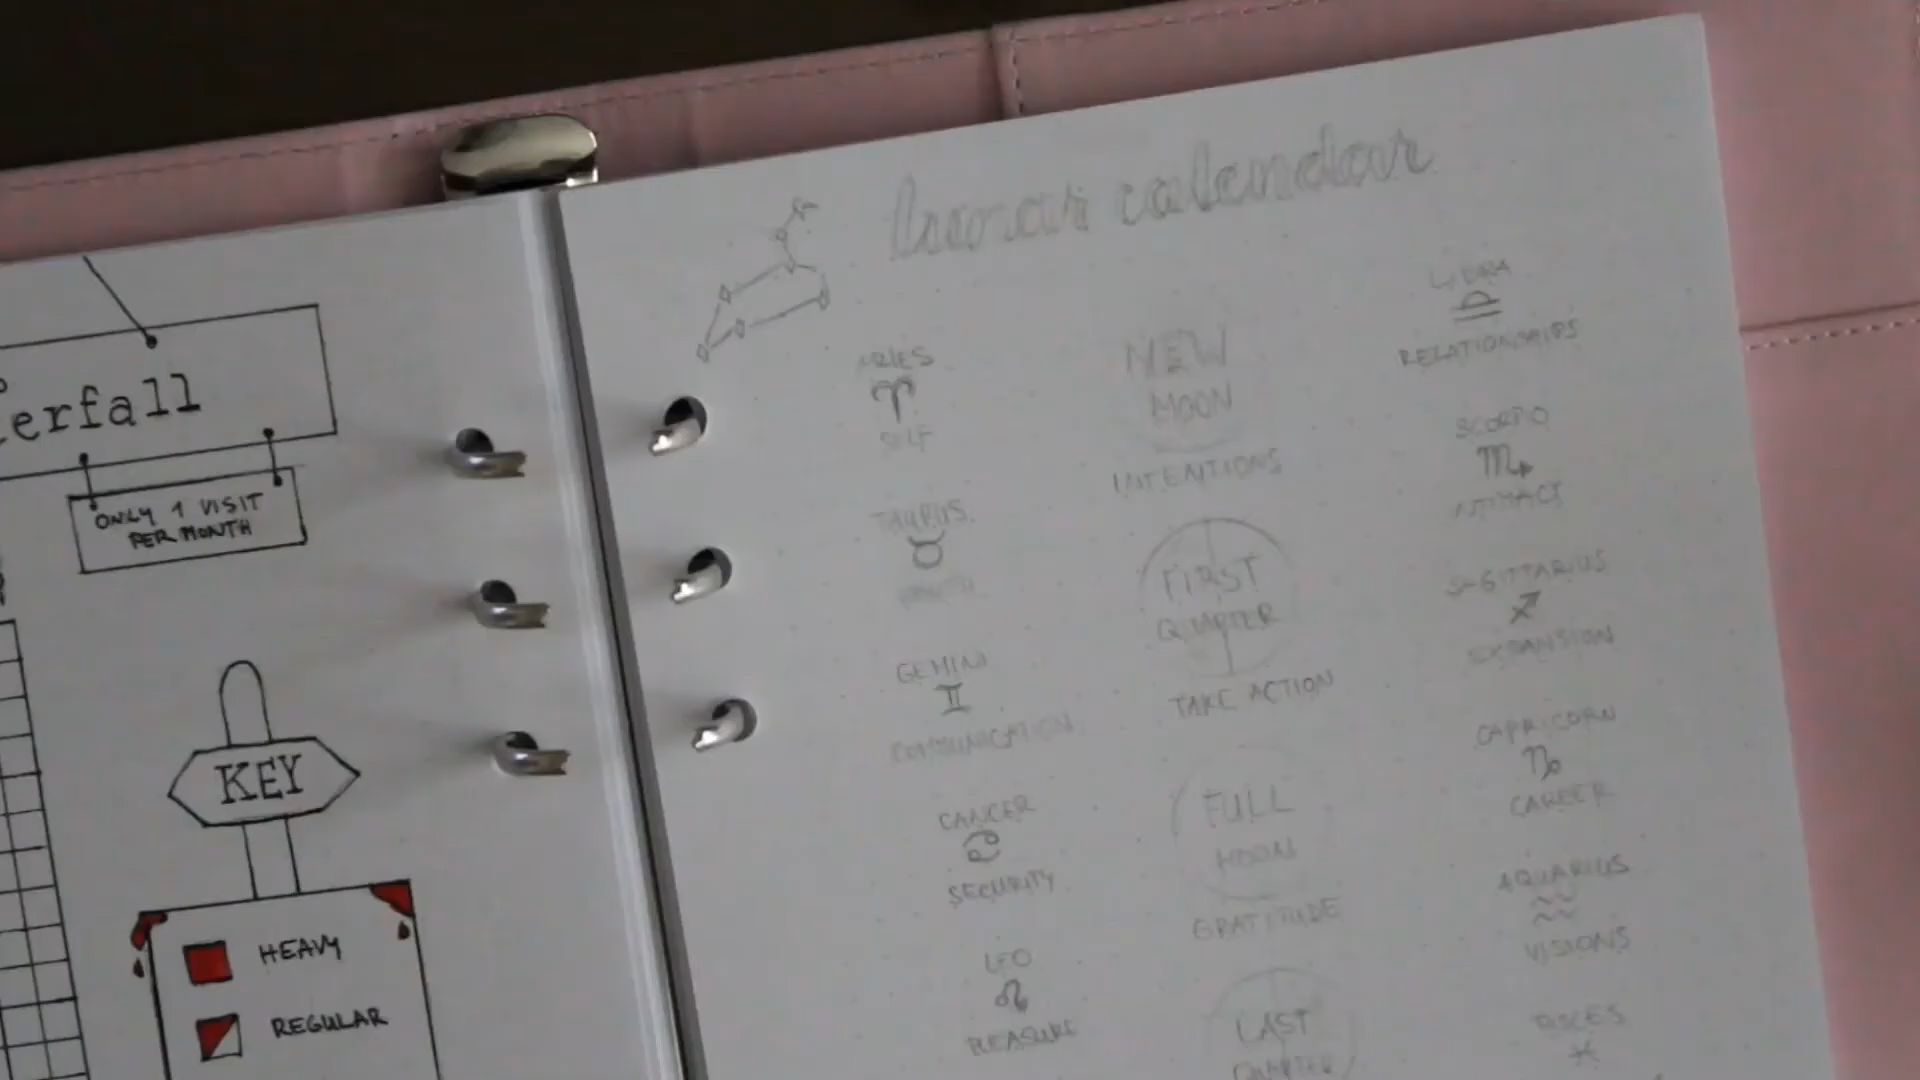 erfall
ONLY 1 VISIT
PER MONTH
KEY
HEAVY
REGULAR
lunar calendar
ARIES
SELF
TAURUS
GEMINI
COMMUNICATION
CANCER
SECURITY
LEO
PLEASURE
NEW
MOON
INTENTIONS
FIRST
QUARTER
TAKE ACTION
FULL
MOON
GRATITUDE
LAST
QUARTER
LIBRA
RELATIONSHIPS
SCORPIO
SAGITTARIUS
EXPANSION
CAPRICORN
CAREER
AQUARIUS
VISIONS
PISCES